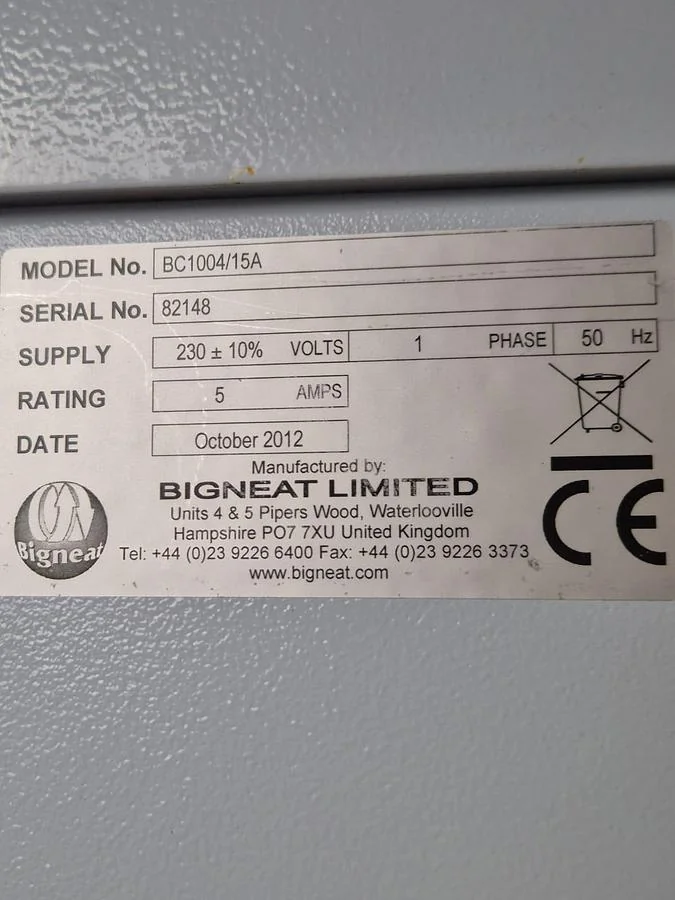 MODEL No. BC1004/15A
SERIAL No. 82148
SUPPLY 230 ± 10% VOLTS 1 PHASE 50 Hz
RATING 5 AMPS
DATE October 2012
Manufactured by:
BIGNEAT LIMITED
Units 4 & 5 Pipers Wood, Waterlooville
Hampshire PO7 7XU United Kingdom
Tel: +44 (0)23 9226 6400 Fax: +44 (0)23 9226 3373
www.bigneat.com
Bigneat
CE